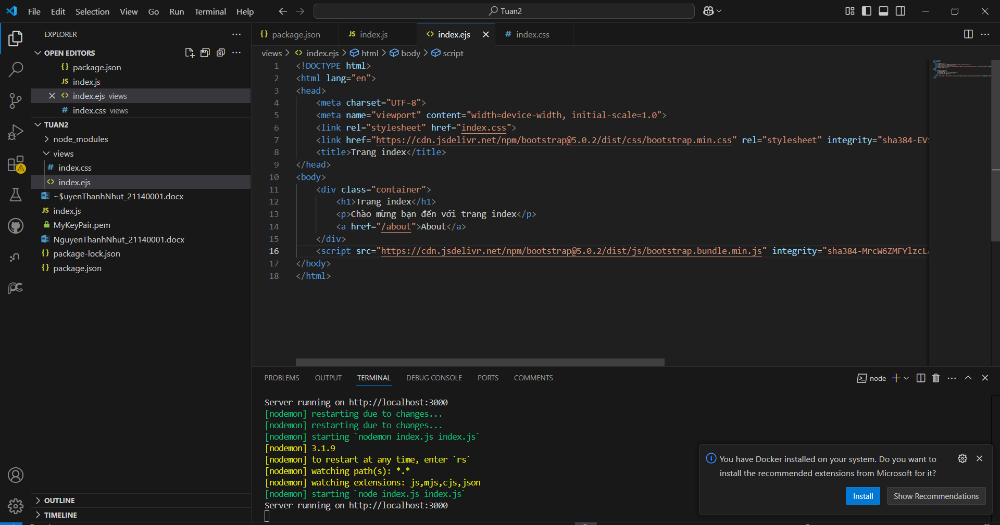 File Edit Selection View Go Run Terminal Help
Tuan2
EXPLORER
OPEN EDITORS
package.json
JS index.js
index.ejs views
# index.css views
TUAN2
node_modules
views
# index.css
index.ejs
~$uyenThanhNhut_21140001.docx
JS index.js
MyKeyPair.pem
NguyenThanhNhut_21140001.docx
{} package-lock.json
{} package.json
OUTLINE
TIMELINE
{} package.json JS index.js <> index.ejs # index.css
views > <> index.ejs > html > body > script
1 <!DOCTYPE html>
2 <html lang="en">
3 <head>
4 <meta charset="UTF-8">
5 <meta name="viewport" content="width=device-width, initial-scale=1.0">
6 <link rel="stylesheet" href="index.css">
7 <link href="https://cdn.jsdelivr.net/npm/bootstrap@5.0.2/dist/css/bootstrap.min.css" rel="stylesheet" integrity="sha384-EVS
8 <title>Trang index</title>
9 </head>
10 <body>
11 <div class="container">
12 <h1>Trang index</h1>
13 <p>Chào mừng bạn đến với trang index</p>
14 <a href="/about">About</a>
15 </div>
16 <script src="https://cdn.jsdelivr.net/npm/bootstrap@5.0.2/dist/js/bootstrap.bundle.min.js" integrity="sha384-MrcW6ZMFYlzcLA
17 </body>
18 </html>
PROBLEMS OUTPUT TERMINAL DEBUG CONSOLE PORTS COMMENTS
node
Server running on http://localhost:3000
[nodemon] restarting due to changes...
[nodemon] restarting due to changes...
[nodemon] starting `nodemon index.js index.js`
[nodemon] 3.1.9
[nodemon] to restart at any time, enter `rs`
[nodemon] watching path(s): *.*
[nodemon] watching extensions: js,mjs,cjs,json
[nodemon] starting `node index.js index.js`
Server running on http://localhost:3000
You have Docker installed on your system. Do you want to
install the recommended extensions from Microsoft for it?
Install
Show Recommendations